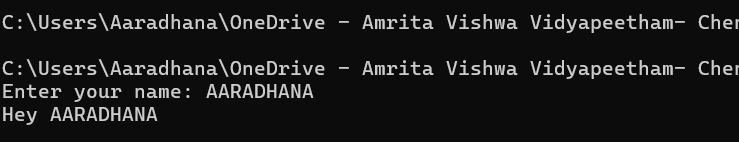 C:\Users\Aaradhana\OneDrive - Amrita Vishwa Vidyapeetham- Cher
C:\Users\Aaradhana\OneDrive - Amrita Vishwa Vidyapeetham- Cher
Enter your name: AARADHANA
Hey AARADHANA